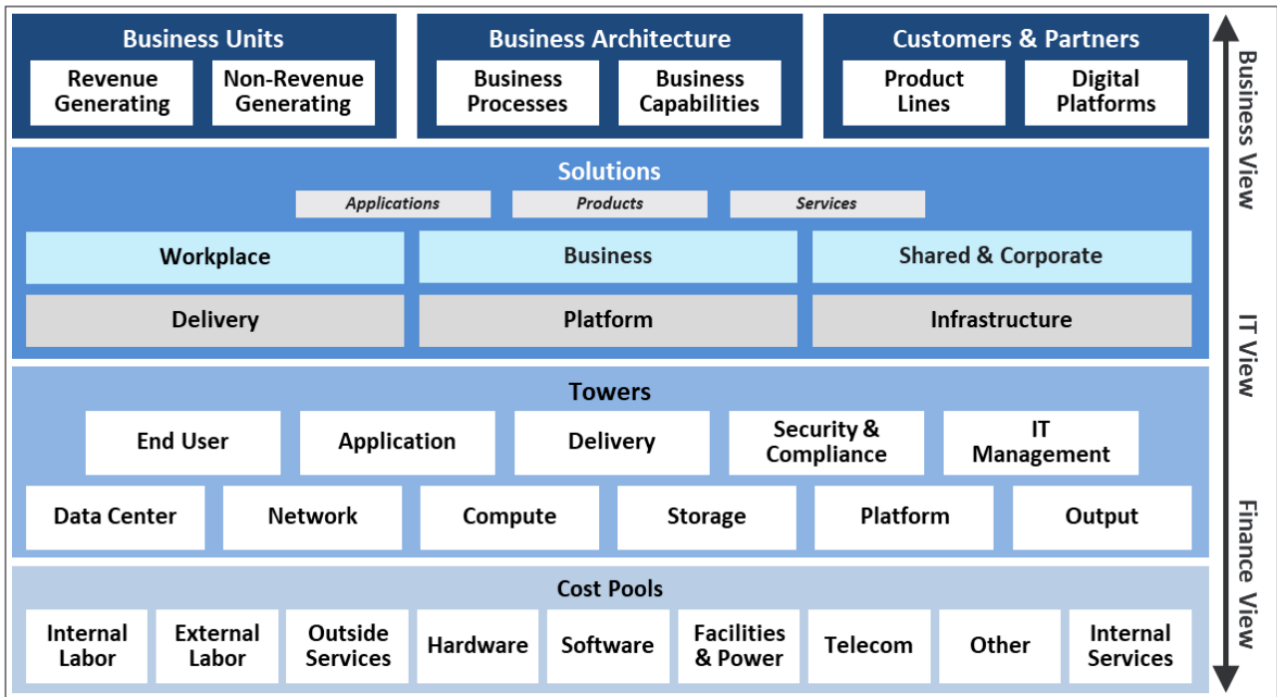 Business Units
Revenue
Generating
Non-Revenue
Generating
Business Architecture
Business
Processes
Business
Capabilities
Customers & Partners
Product
Lines
Digital
Platforms
Solutions
Applications
Products
Services
Workplace
Business
Shared & Corporate
Delivery
Platform
Infrastructure
Towers
End User
Application
Delivery
Security &
Compliance
IT
Management
Data Center
Network
Compute
Storage
Platform
Output
Cost Pools
Internal
Labor
External
Labor
Outside
Services
Hardware
Software
Facilities
& Power
Telecom
Other
Internal
Services
Business View
IT View
Finance View